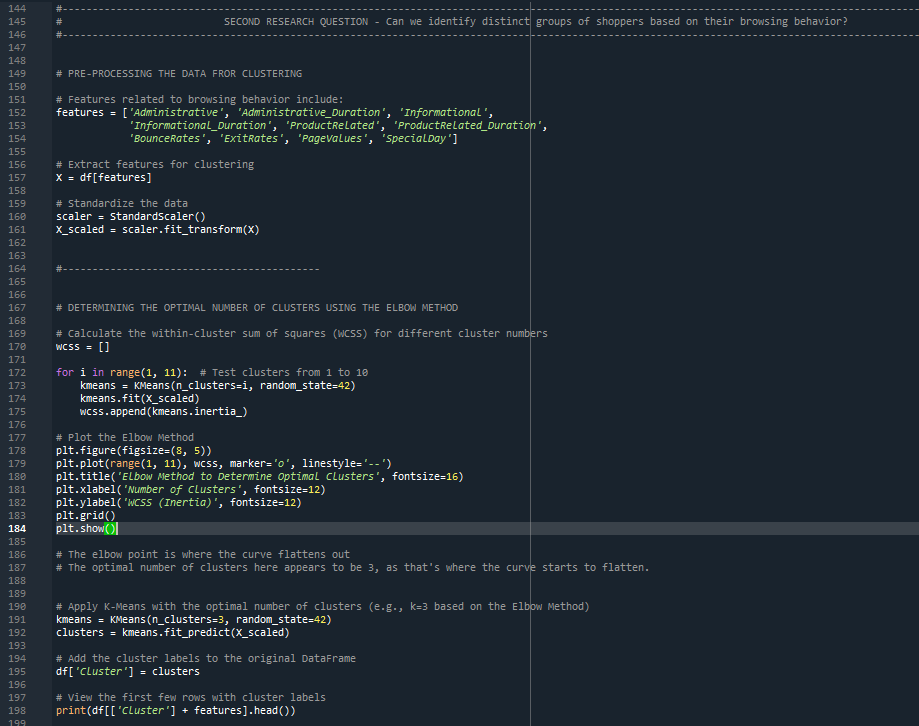 144 #------------------------------------------------------------------------------------------------------------------------------------------------
145 # SECOND RESEARCH QUESTION - Can we identify distinct groups of shoppers based on their browsing behavior?
146 #------------------------------------------------------------------------------------------------------------------------------------------------
147
148
149 # PRE-PROCESSING THE DATA FROR CLUSTERING
150
151 # Features related to browsing behavior include:
152 features = ['Administrative', 'Administrative_Duration', 'Informational',
153 'Informational_Duration', 'ProductRelated', 'ProductRelated_Duration',
154 'BounceRates', 'ExitRates', 'PageValues', 'SpecialDay']
155
156 # Extract features for clustering
157 X = df[features]
158
159 # Standardize the data
160 scaler = StandardScaler()
161 X_scaled = scaler.fit_transform(X)
162
163
164 #-------------------------------------------
165
166
167 # DETERMINING THE OPTIMAL NUMBER OF CLUSTERS USING THE ELBOW METHOD
168
169 # Calculate the within-cluster sum of squares (WCSS) for different cluster numbers
170 wcss = []
171
172 for i in range(1, 11):  # Test clusters from 1 to 10
173 kmeans = KMeans(n_clusters=i, random_state=42)
174 kmeans.fit(X_scaled)
175 wcss.append(kmeans.inertia_)
176
177 # Plot the Elbow Method
178 plt.figure(figsize=(8, 5))
179 plt.plot(range(1, 11), wcss, marker='o', linestyle='--')
180 plt.title('Elbow Method to Determine Optimal Clusters', fontsize=16)
181 plt.xlabel('Number of Clusters', fontsize=12)
182 plt.ylabel('WCSS (Inertia)', fontsize=12)
183 plt.grid()
184 plt.show()
185
186 # The elbow point is where the curve flattens out
187 # The optimal number of clusters here appears to be 3, as that's where the curve starts to flatten.
188
189
190 # Apply K-Means with the optimal number of clusters (e.g., k=3 based on the Elbow Method)
191 kmeans = KMeans(n_clusters=3, random_state=42)
192 clusters = kmeans.fit_predict(X_scaled)
193
194 # Add the cluster labels to the original DataFrame
195 df['Cluster'] = clusters
196
197 # View the first few rows with cluster labels
198 print(df[['Cluster'] + features].head())
199